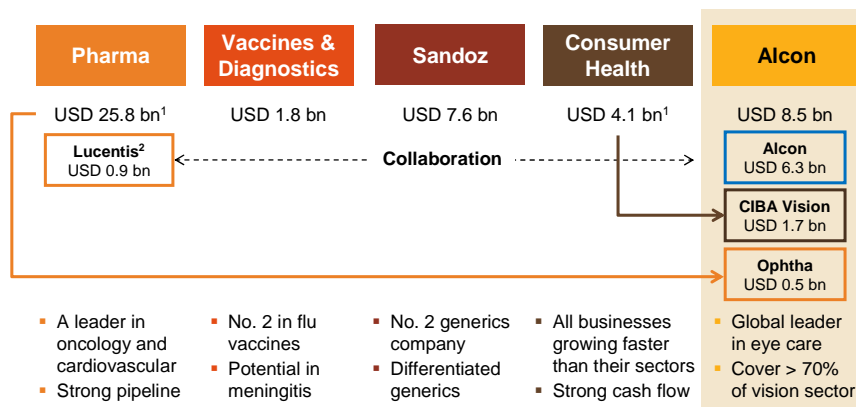 Pharma
Vaccines &
Diagnostics
Sandoz
Consumer
Health
Alcon
USD 25.8 bn¹
USD 1.8 bn
USD 7.6 bn
USD 4.1 bn¹
USD 8.5 bn
Lucentis²
USD 0.9 bn
Collaboration
Alcon
USD 6.3 bn
CIBA Vision
USD 1.7 bn
Ophtha
USD 0.5 bn
▪ A leader in
oncology and
cardiovascular
▪ Strong pipeline
▪ No. 2 in flu
vaccines
▪ Potential in
meningitis
▪ No. 2 generics
company
▪ Differentiated
generics
▪ All businesses
growing faster
than their sectors
▪ Strong cash flow
▪ Global leader
in eye care
▪ Cover > 70%
of vision sector